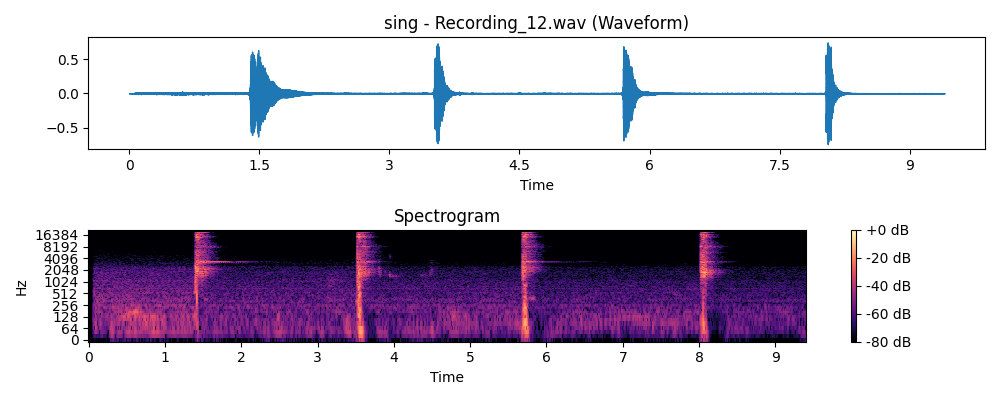 sing - Recording_12.wav (Waveform)
0.5
0.0
−0.5
0 1.5 3 4.5 6 7.5 9
Time
Spectrogram
16384
8192
4096
2048
1024
512
256
128
64
0
Hz
+0 dB
-20 dB
-40 dB
-60 dB
-80 dB
0 1 2 3 4 5 6 7 8 9
Time